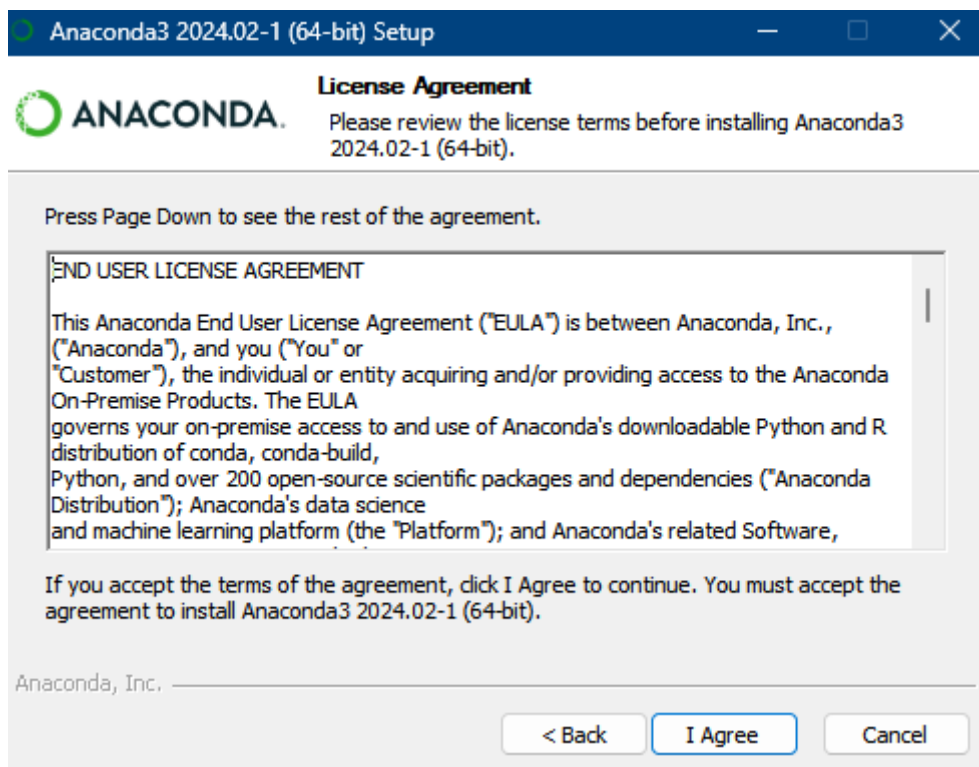 Anaconda3 2024.02-1 (64-bit) Setup
ANACONDA.
License Agreement
Please review the license terms before installing Anaconda3
2024.02-1 (64-bit).
Press Page Down to see the rest of the agreement.
END USER LICENSE AGREEMENT
This Anaconda End User License Agreement ("EULA") is between Anaconda, Inc.,
("Anaconda"), and you ("You" or
"Customer"), the individual or entity acquiring and/or providing access to the Anaconda
On-Premise Products. The EULA
governs your on-premise access to and use of Anaconda's downloadable Python and R
distribution of conda, conda-build,
Python, and over 200 open-source scientific packages and dependencies ("Anaconda
Distribution"); Anaconda's data science
and machine learning platform (the "Platform"); and Anaconda's related Software,
If you accept the terms of the agreement, click I Agree to continue. You must accept the
agreement to install Anaconda3 2024.02-1 (64-bit).
Anaconda, Inc.
< Back
I Agree
Cancel